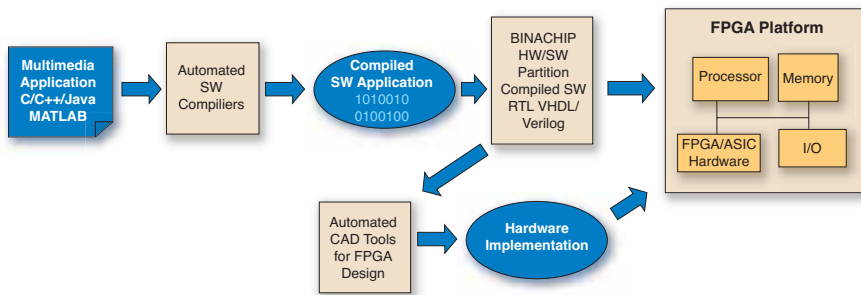 Multimedia
Application
C/C++/Java
MATLAB
Automated
SW
Compiliers
Compiled
SW Application
1010010
0100100
BINACHIP
HW/SW
Partition
Compiled SW
RTL VHDL/
Verilog
FPGA Platform
Processor
Memory
FPGA/ASIC
Hardware
I/O
Automated
CAD Tools
for FPGA
Design
Hardware
Implementation